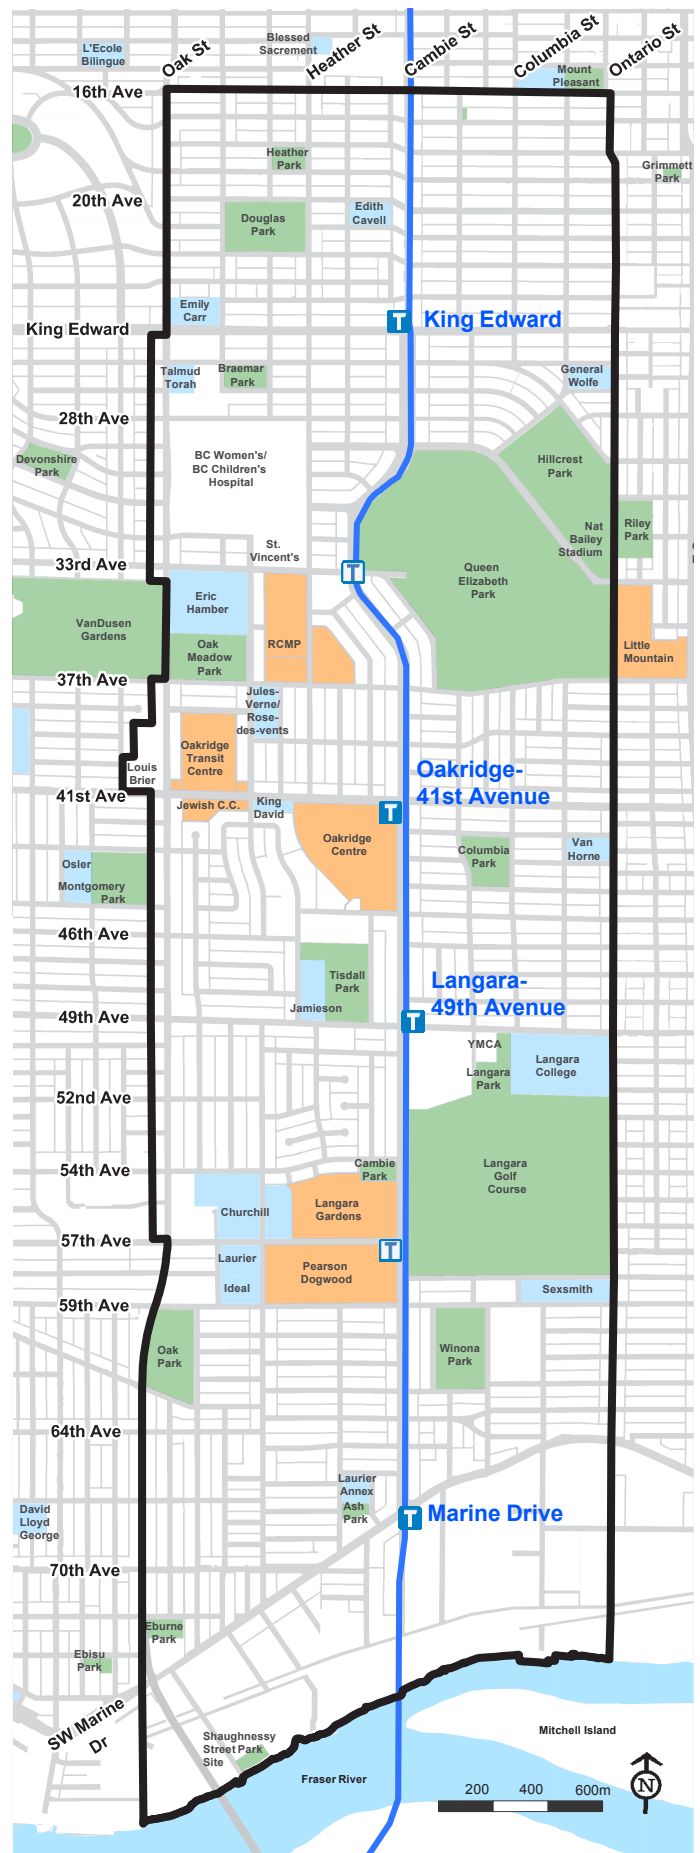 L'Ecole
Bilingue
Oak St
Blessed
Sacrement
Heather St
Cambie St
Columbia St
Mount
Pleasant
Ontario St
16th Ave
Heather
Park
Grimmett
Park
20th Ave
Douglas
Park
Edith
Cavell
Emily
Carr
King Edward
T King Edward
Talmud
Torah
Braemar
Park
General
Wolfe
28th Ave
Devonshire
Park
BC Women's/
BC Children's
Hospital
Hillcrest
Park
Nat
Bailey
Stadium
Riley
Park
St.
Vincent's
33rd Ave
T
Queen
Elizabeth
Park
Eric
Hamber
VanDusen
Gardens
Oak
Meadow
Park
RCMP
Little
Mountain
37th Ave
Jules-
Verne/
Rose-
des-vents
Oakridge
Transit
Centre
Louis
Brier
Oakridge-
41st Avenue
T
41st Ave
Jewish C.C.
King
David
Oakridge
Centre
Columbia
Park
Van
Horne
Osler
Montgomery
Park
46th Ave
Tisdall
Park
Jamieson
Langara-
49th Avenue
T
49th Ave
YMCA
Langara
Park
Langara
College
52nd Ave
54th Ave
Cambie
Park
Langara
Golf
Course
Churchill
Langara
Gardens
57th Ave
T
Laurier
Ideal
Pearson
Dogwood
Sexsmith
59th Ave
Oak
Park
Winona
Park
64th Ave
Laurier
Annex
Ash
Park
T Marine Drive
David
Lloyd
George
70th Ave
Eburne
Park
Ebisu
Park
SW Marine
Dr
Shaughnessy
Street Park
Site
Fraser River
Mitchell Island
N
200 400 600m